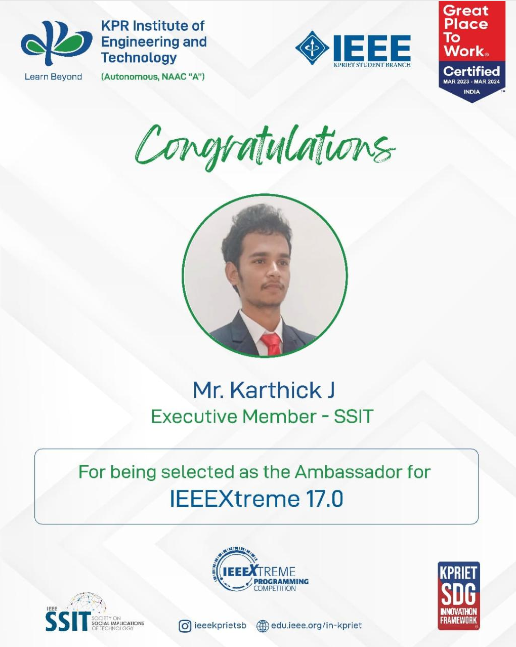 KPR Institute of
Engineering and
Technology
Learn Beyond
(Autonomous, NAAC "A")
IEEE
KPRIET STUDENT BRANCH
Great
Place
To
Work®
Certified
MAR 2023 - MAR 2024
INDIA
Congratulations
Mr. Karthick J
Executive Member - SSIT
For being selected as the Ambassador for
IEEEXtreme 17.0
IEEEXTREME
PROGRAMMING
COMPETITION
IEEE
SSIT
SOCIETY ON
SOCIAL IMPLICATIONS
OF TECHNOLOGY
ieeekprietsb
edu.ieee.org/in-kpriet
KPRIET
SDG
INNOVATHON
FRAMEWORK